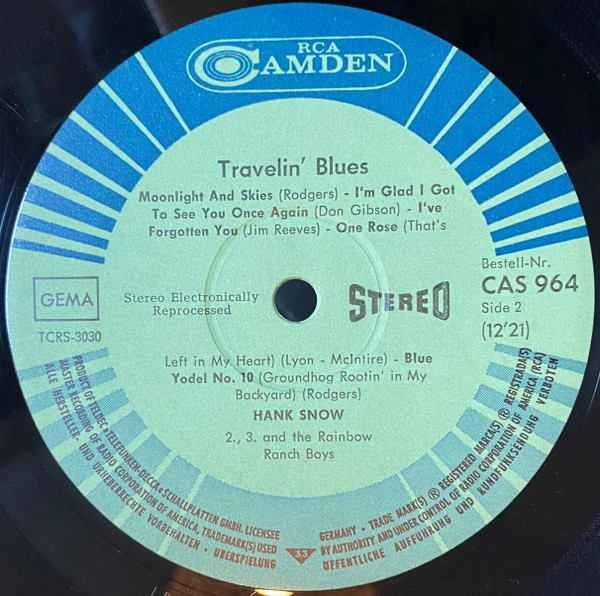 RCA
CAMDEN
Travelin' Blues
Moonlight And Skies (Rodgers) - I'm Glad I Got
To See You Once Again (Don Gibson) - I've
Forgotten You (Jim Reeves) - One Rose (That's
GEMA
TCRS-3030
Stereo Electronically
Reprocessed
STEREO
Bestell-Nr.
CAS 964
Side 2
(12'21)
Left in My Heart) (Lyon - McIntire) - Blue
Yodel No. 10 (Groundhog Rootin' in My
Backyard) (Rodgers)
HANK SNOW
2., 3. and the Rainbow
Ranch Boys
PRODUCT OF TELDEC »TELEFUNKEN-DECCA« SCHALLPLATTEN GMBH. LICENSEE
MASTER RECORDING OF RADIO CORPORATION OF AMERICA, TRADEMARK(S) USED
ALLE HERSTELLER- UND URHEBERRECHTE VORBEHALTEN · ÜBERSPIELUNG
33
GERMANY - TRADE MARK(S) ® REGISTERED MARCA(S) ® REGISTRADA(S)
BY AUTHORITY AND UNDER CONTROL OF RADIO CORPORATION OF AMERICA (RCA)
ÖFFENTLICHE AUFFÜHRUNG UND RUNDFUNKSENDUNG VERBOTEN